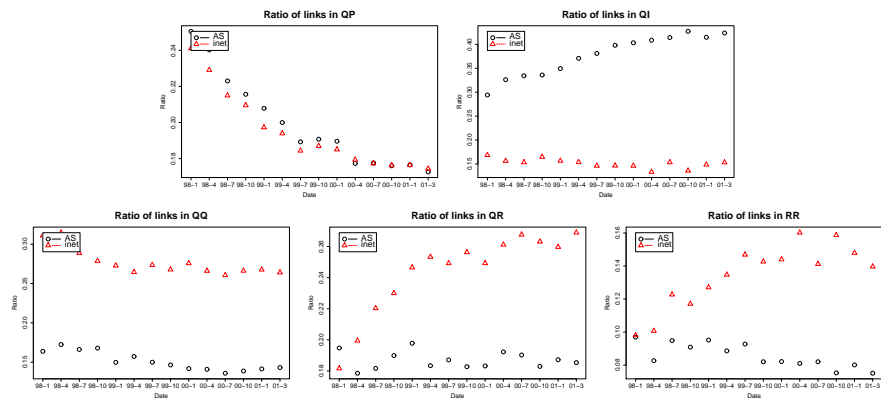 Ratio of links in QP
AS
inet
Ratio
0.18 0.20 0.22 0.24
98−1 98−4 98−7 98−10 99−1 99−4 99−7 99−10 00−1 00−4 00−7 00−10 01−1 01−3
Date
Ratio of links in QI
AS
inet
Ratio
0.15 0.20 0.25 0.30 0.35 0.40
98−1 98−4 98−7 98−10 99−1 99−4 99−7 99−10 00−1 00−4 00−7 00−10 01−1 01−3
Date
Ratio of links in QQ
AS
inet
Ratio
0.15 0.20 0.25 0.30
98−1 98−4 98−7 98−10 99−1 99−4 99−7 99−10 00−1 00−4 00−7 00−10 01−1 01−3
Date
Ratio of links in QR
AS
inet
Ratio
0.18 0.20 0.22 0.24 0.26
98−1 98−4 98−7 98−10 99−1 99−4 99−7 99−10 00−1 00−4 00−7 00−10 01−1 01−3
Date
Ratio of links in RR
AS
inet
Ratio
0.08 0.10 0.12 0.14 0.16
98−1 98−4 98−7 98−10 99−1 99−4 99−7 99−10 00−1 00−4 00−7 00−10 01−1 01−3
Date